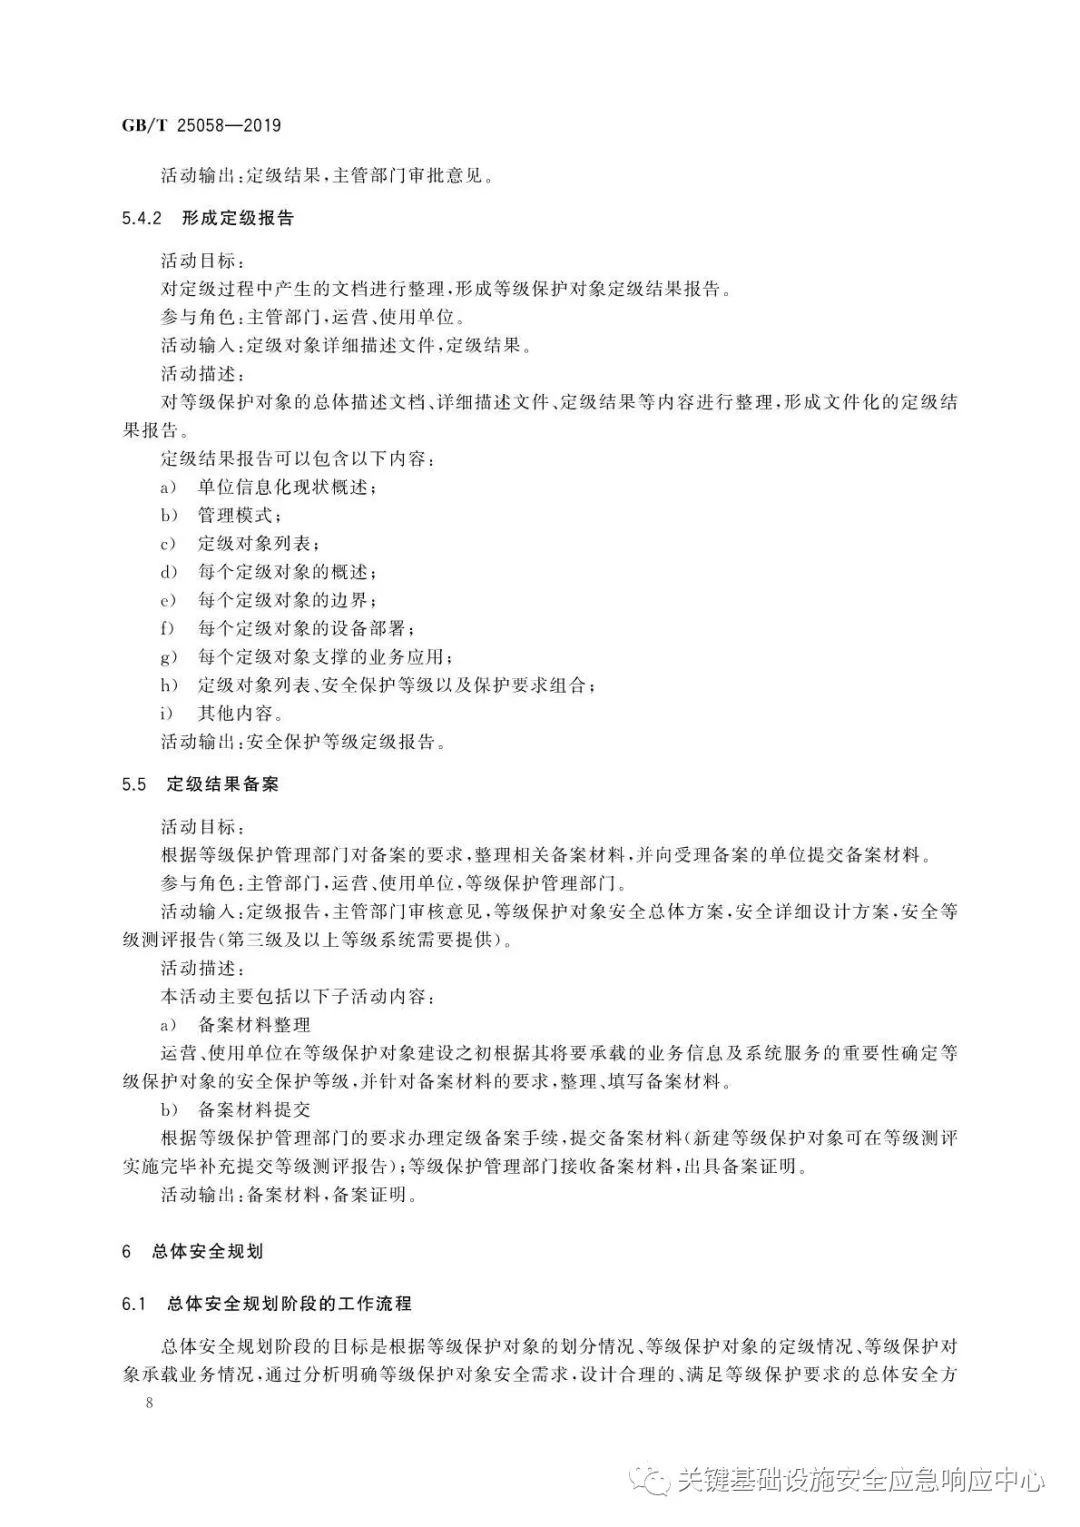 GB/T 25058—2019
活动输出:定级结果,主管部门审批意见。
5.4.2 形成定级报告
活动目标:
对定级过程中产生的文档进行整理,形成等级保护对象定级结果报告。
参与角色:主管部门,运营、使用单位。
活动输入:定级对象详细描述文件,定级结果。
活动描述:
对等级保护对象的总体描述文档、详细描述文件、定级结果等内容进行整理,形成文件化的定级结
果报告。
定级结果报告可以包含以下内容:
a) 单位信息化现状概述;
b) 管理模式;
c) 定级对象列表;
d) 每个定级对象的概述;
e) 每个定级对象的边界;
f) 每个定级对象的设备部署;
g) 每个定级对象支撑的业务应用;
h) 定级对象列表、安全保护等级以及保护要求组合;
i) 其他内容。
活动输出:安全保护等级定级报告。
5.5 定级结果备案
活动目标:
根据等级保护管理部门对备案的要求,整理相关备案材料,并向受理备案的单位提交备案材料。
参与角色:主管部门,运营、使用单位,等级保护管理部门。
活动输入:定级报告,主管部门审核意见,等级保护对象安全总体方案,安全详细设计方案,安全等
级测评报告(第三级及以上等级系统需要提供)。
活动描述:
本活动主要包括以下子活动内容:
a) 备案材料整理
运营、使用单位在等级保护对象建设之初根据其将要承载的业务信息及系统服务的重要性确定等
级保护对象的安全保护等级,并针对备案材料的要求,整理、填写备案材料。
b) 备案材料提交
根据等级保护管理部门的要求办理定级备案手续,提交备案材料(新建等级保护对象可在等级测评
实施完毕补充提交等级测评报告);等级保护管理部门接收备案材料,出具备案证明。
活动输出:备案材料,备案证明。
6 总体安全规划
6.1 总体安全规划阶段的工作流程
总体安全规划阶段的目标是根据等级保护对象的划分情况、等级保护对象的定级情况、等级保护对
象承载业务情况,通过分析明确等级保护对象安全需求,设计合理的、满足等级保护要求的总体安全方
8
关键基础设施安全应急响应中心